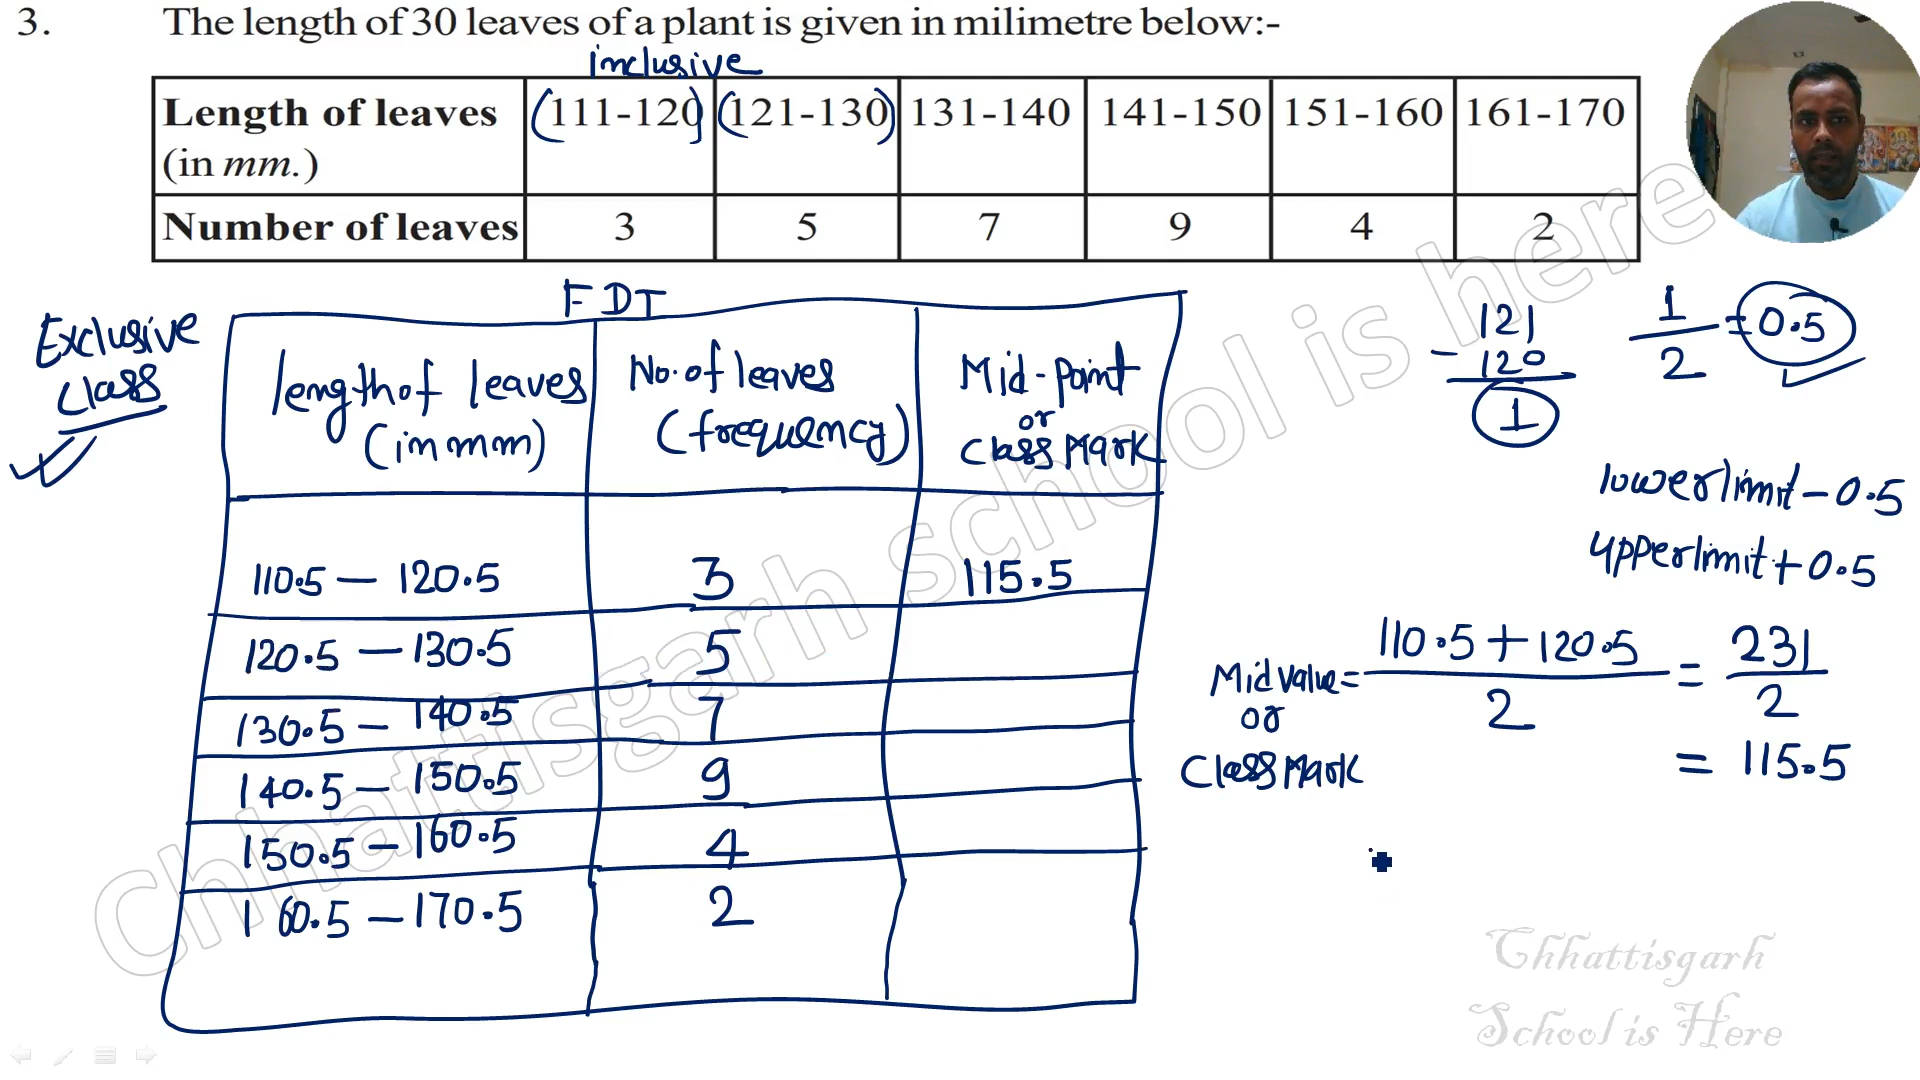 3. The length of 30 leaves of a plant is given in milimetre below:-
inclusive
Length of leaves (in mm.) (111-120) (121-130) 131-140 141-150 151-160 161-170
Number of leaves 3 5 7 9 4 2
FDT
Exclusive
class
length of leaves
(in mm)
No. of leaves
(frequency)
Mid-Point
or
Class Mark
110.5 — 120.5 3 115.5
120.5 — 130.5 5
130.5 — 140.5 7
140.5 — 150.5 9
150.5 — 160.5 4
160.5 — 170.5 2
121
- 120
1
1/2 = 0.5
lowerlimit - 0.5
upperlimit + 0.5
Mid Value or Class Mark = 110.5 + 120.5 / 2 = 231 / 2
= 115.5
Chhattisgarh school is here
Chhattisgarh
School is Here